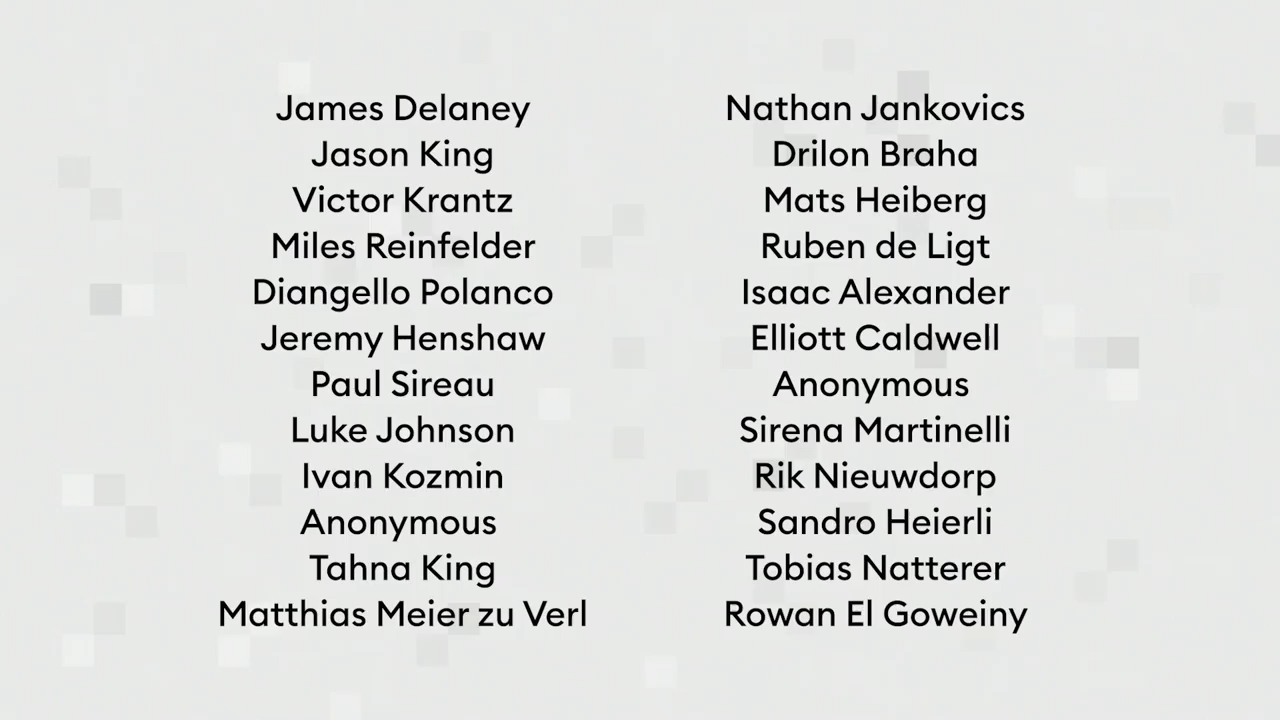 James Delaney
Jason King
Victor Krantz
Miles Reinfelder
Diangello Polanco
Jeremy Henshaw
Paul Sireau
Luke Johnson
Ivan Kozmin
Anonymous
Tahna King
Matthias Meier zu Verl
Nathan Jankovics
Drilon Braha
Mats Heiberg
Ruben de Ligt
Isaac Alexander
Elliott Caldwell
Anonymous
Sirena Martinelli
Rik Nieuwdorp
Sandro Heierli
Tobias Natterer
Rowan El Goweiny